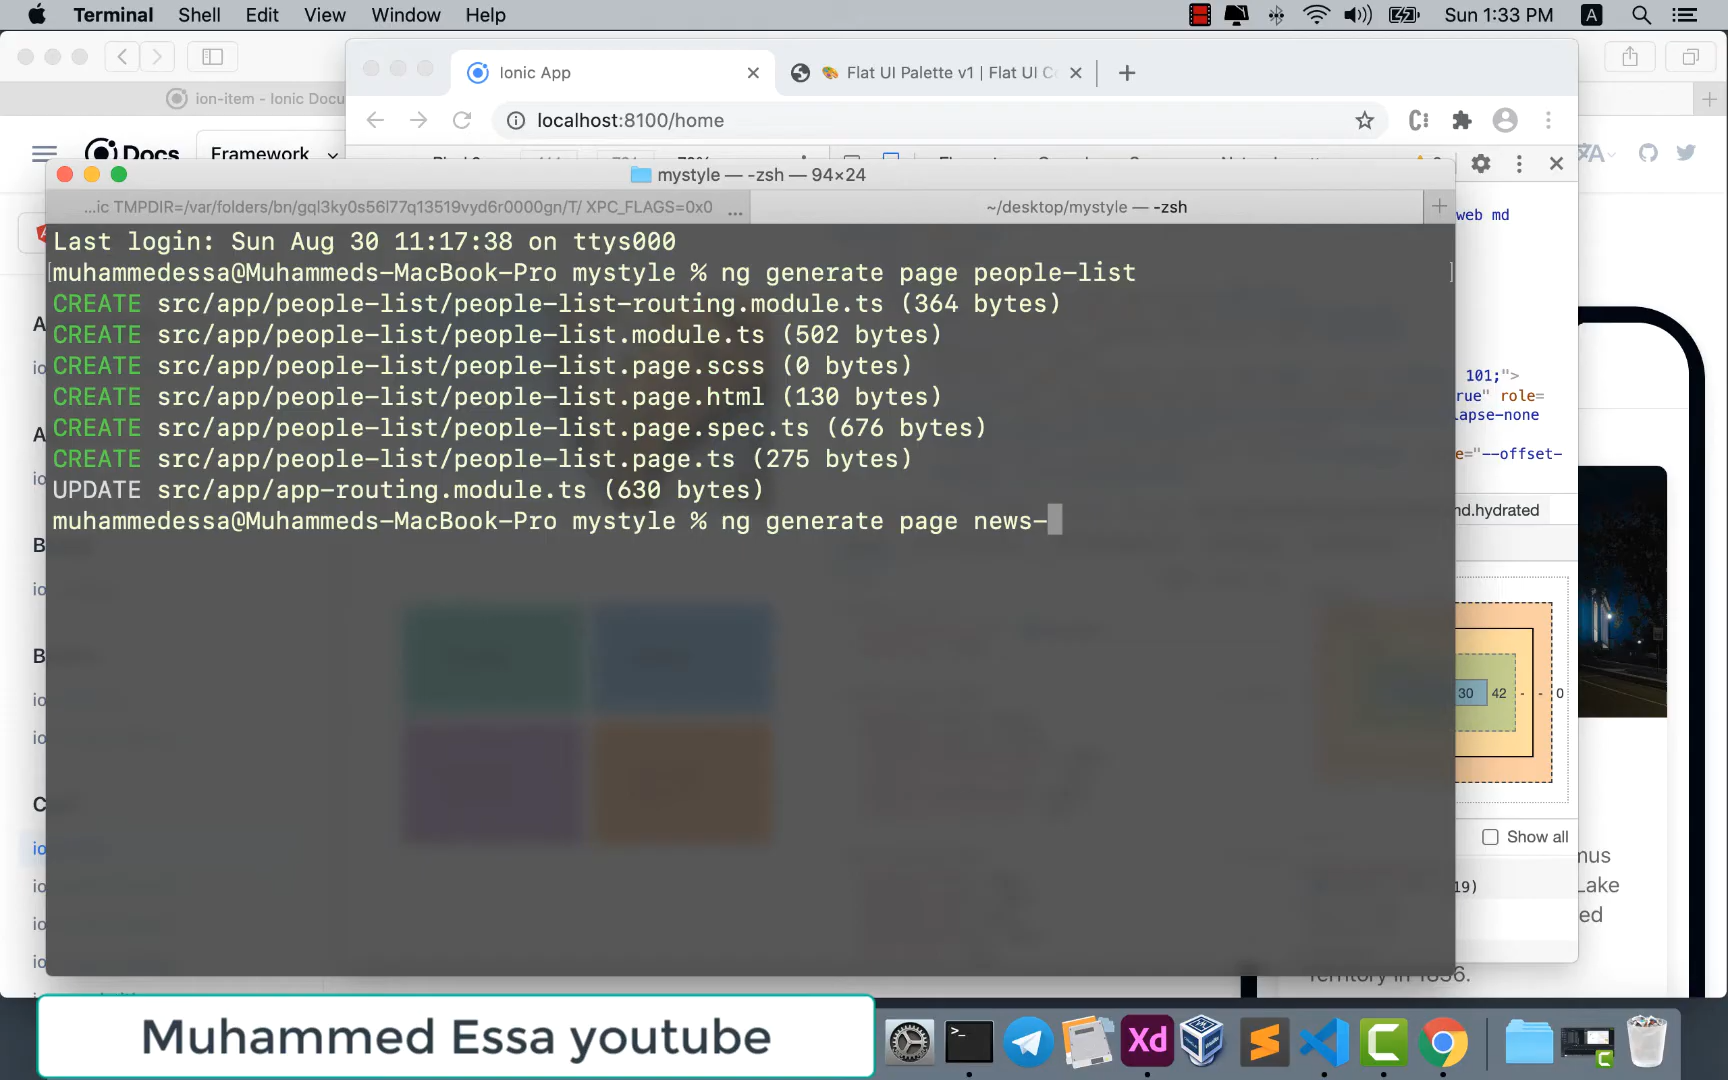 Terminal Shell Edit View Window Help Sun 1:33 PM A
Ionic App Flat UI Palette v1 | Flat UI C
ion-item - Ionic Docu
localhost:8100/home
Docs Framework
mystyle — -zsh — 94×24
...ic TMPDIR=/var/folders/bn/gql3ky0s56l77q13519vyd6r0000gn/T/ XPC_FLAGS=0x0 ...
~/desktop/mystyle — -zsh
web md
Last login: Sun Aug 30 11:17:38 on ttys000
muhammedessa@Muhammeds-MacBook-Pro mystyle % ng generate page people-list
CREATE src/app/people-list/people-list-routing.module.ts (364 bytes)
CREATE src/app/people-list/people-list.module.ts (502 bytes)
CREATE src/app/people-list/people-list.page.scss (0 bytes)
CREATE src/app/people-list/people-list.page.html (130 bytes)
CREATE src/app/people-list/people-list.page.spec.ts (676 bytes)
CREATE src/app/people-list/people-list.page.ts (275 bytes)
UPDATE src/app/app-routing.module.ts (630 bytes)
muhammedessa@Muhammeds-MacBook-Pro mystyle % ng generate page news-
101;">
rue" role=
lapse-none
e="--offset-
nd.hydrated
30 42 - - 0
Show all
19)
mus
Lake
ed
Territory in 1836.
Muhammed Essa youtube
Xd